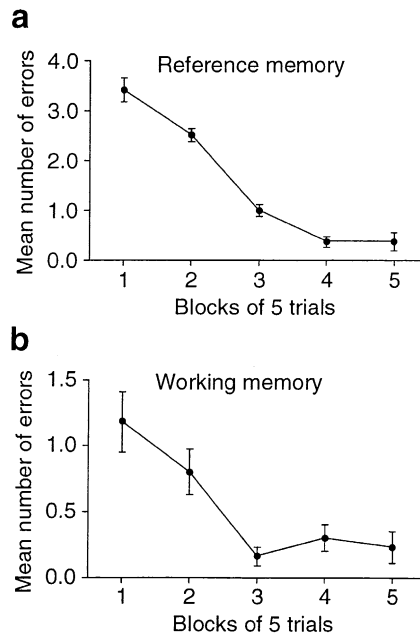 a
Reference memory
Mean number of errors
4.0
3.0
2.0
1.0
0.0
1 2 3 4 5
Blocks of 5 trials
b
Working memory
Mean number of errors
1.5
1.0
0.5
0.0
1 2 3 4 5
Blocks of 5 trials